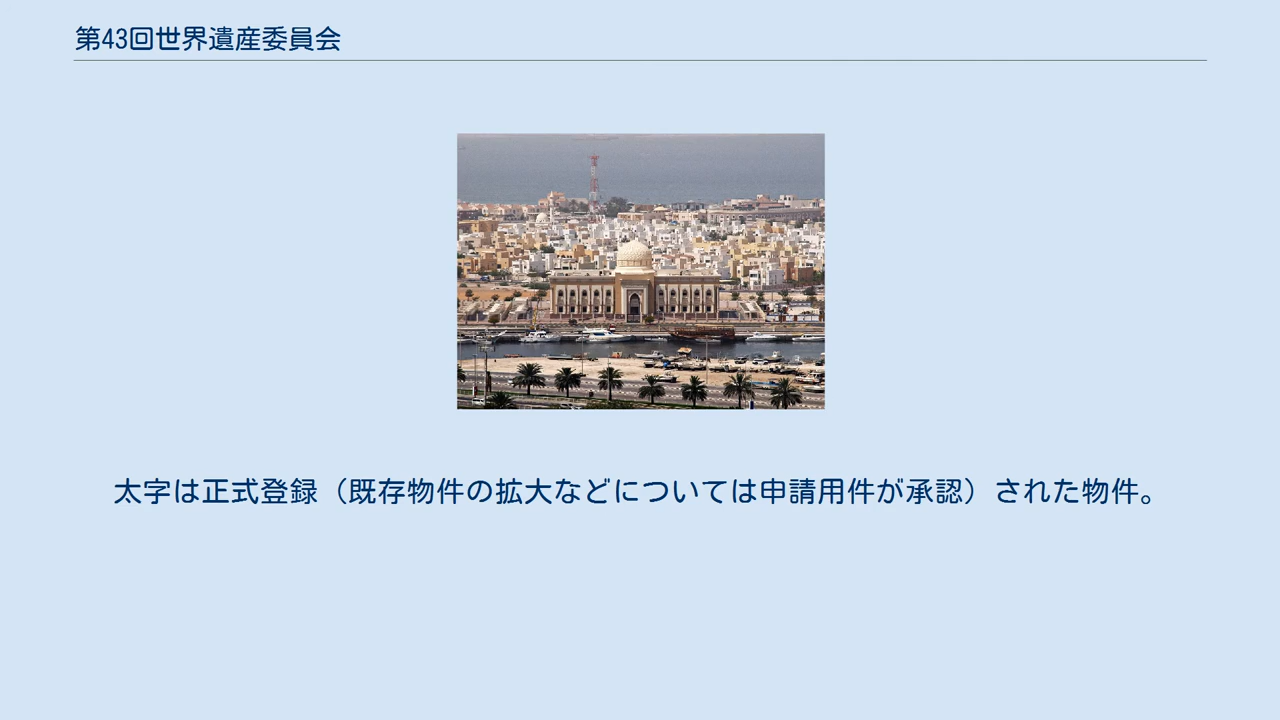 第43回世界遺産委員会
太字は正式登録（既存物件の拡大などについては申請用件が承認）された物件。